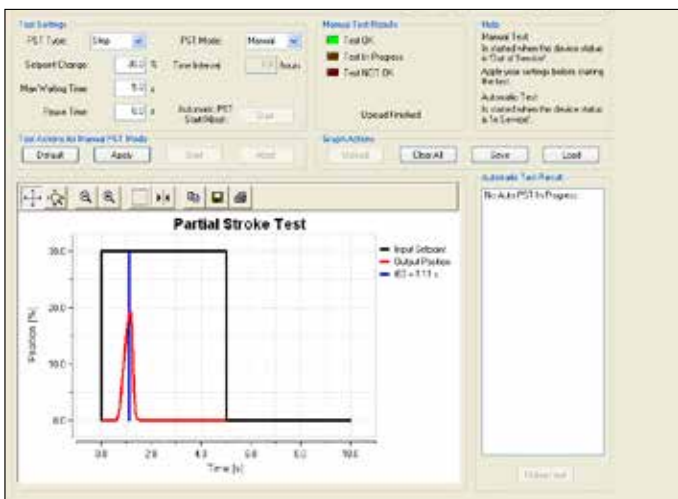 Test Settings
PST Type: Step
PST Mode: Manual
Setpoint Change: %
Time Interval: hours
Max Waiting Time: s
Pause Time: s
Automatic PST Start/Abort: Start
Manual Test Results
Test OK
Test In Progress
Test NOT OK
Upload Finished
Help
Manual Test
Is started when the device status
is 'Out of Service'.
Apply your settings before starting
the test.
Automatic Test
Is started when the device status
is 'In Service'.
Test Actions for Manual PST Mode
Default Apply Start Abort
Graph Actions
Upload Clear All Save Load
Automatic Test Result
No Auto PST In Progress
Partial Stroke Test
Input Setpoint
Output Position
t63 = 1.11 s
Position [%]
30.0
20.0
10.0
0.0
0.0 2.0 4.0 6.0 8.0 10.0
Time [s]